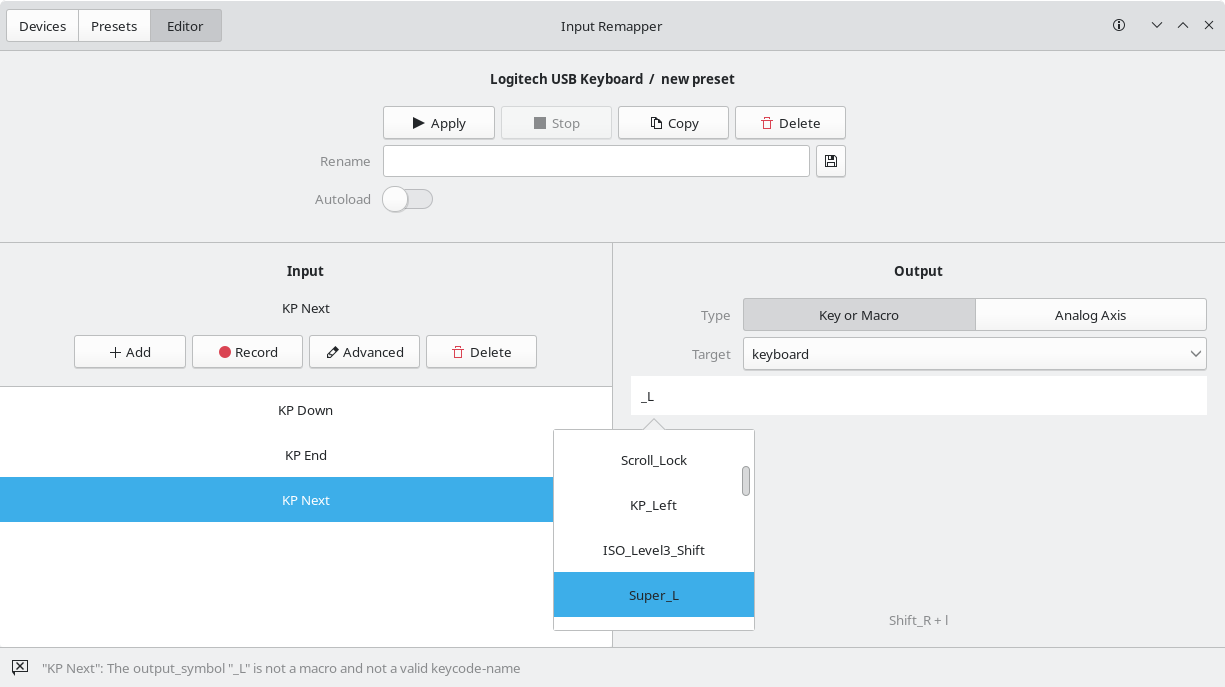 Devices Presets Editor Input Remapper
Logitech USB Keyboard / new preset
Apply Stop Copy Delete
Rename
Autoload
Input
KP Next
Add Record Advanced Delete
KP Down
KP End
KP Next
Output
Type Key or Macro Analog Axis
Target keyboard
_L
Scroll_Lock
KP_Left
ISO_Level3_Shift
Super_L
Shift_R + l
"KP Next": The output_symbol "_L" is not a macro and not a valid keycode-name